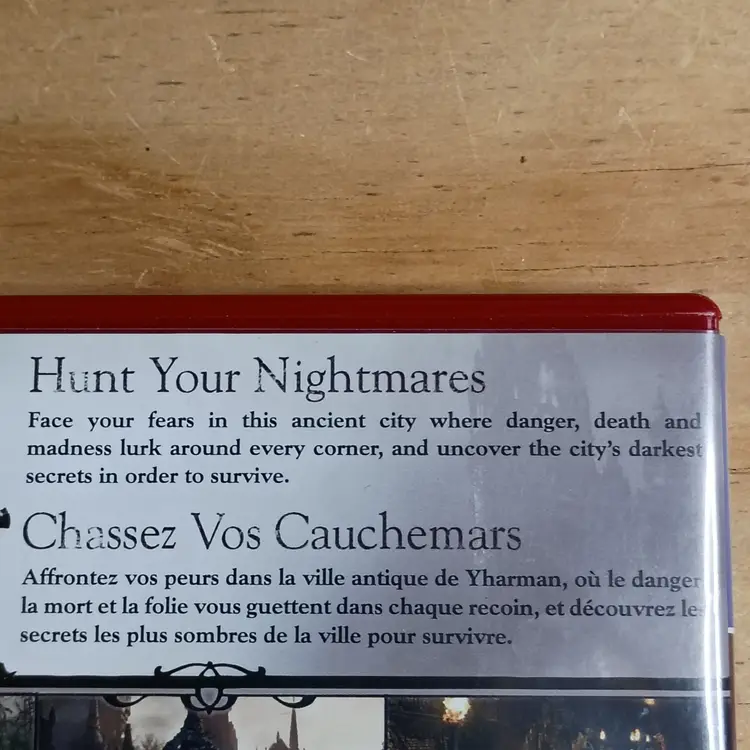 Hunt Your Nightmares
Face your fears in this ancient city where danger, death and
madness lurk around every corner, and uncover the city's darkest
secrets in order to survive.
Chassez Vos Cauchemars
Affrontez vos peurs dans la ville antique de Yharman, où le danger
la mort et la folie vous guettent dans chaque recoin, et découvrez les
secrets les plus sombres de la ville pour survivre.